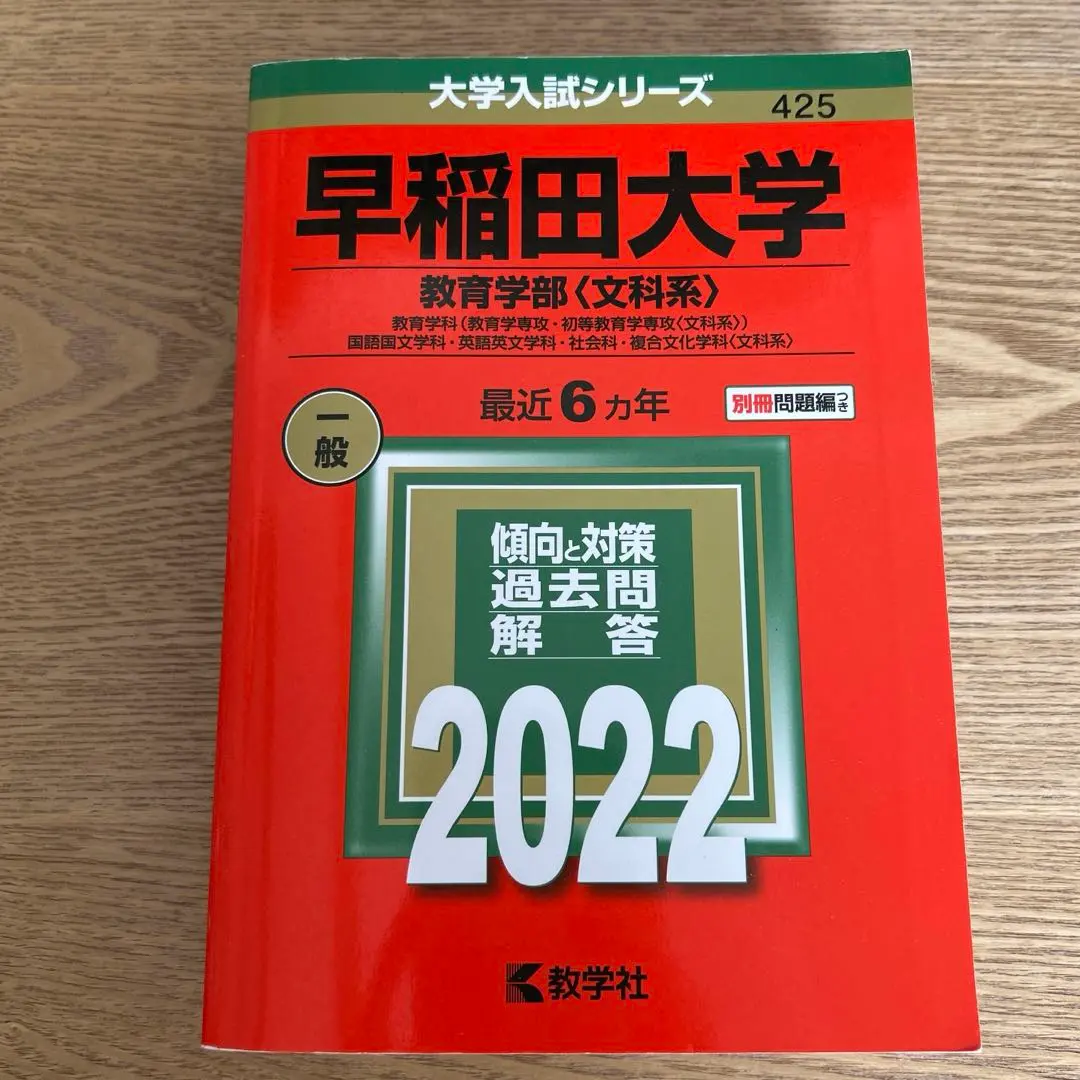 大学入試シリーズ
425
早稲田大学
教育学部〈文科系〉
教育学科(教育学専攻・初等教育学専攻〈文科系〉)
国語国文学科・英語英文学科・社会科・複合文化学科〈文科系〉
一般
最近6カ年
別冊問題編つき
傾向と対策
過去問
解答
2022
教学社